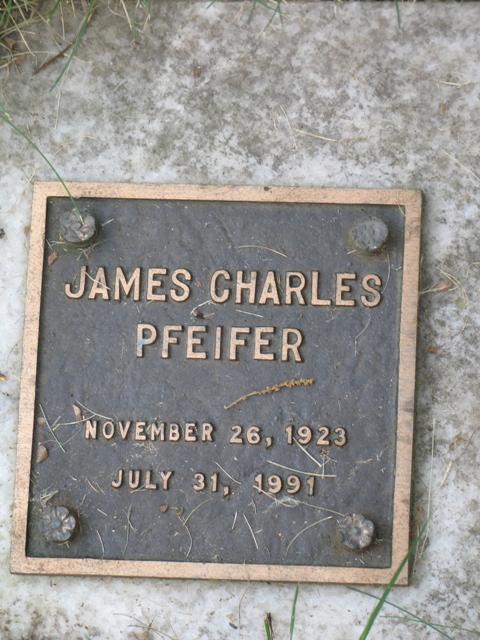 JAMES CHARLES
PFEIFER
NOVEMBER 26, 1923
JULY 31, 1991